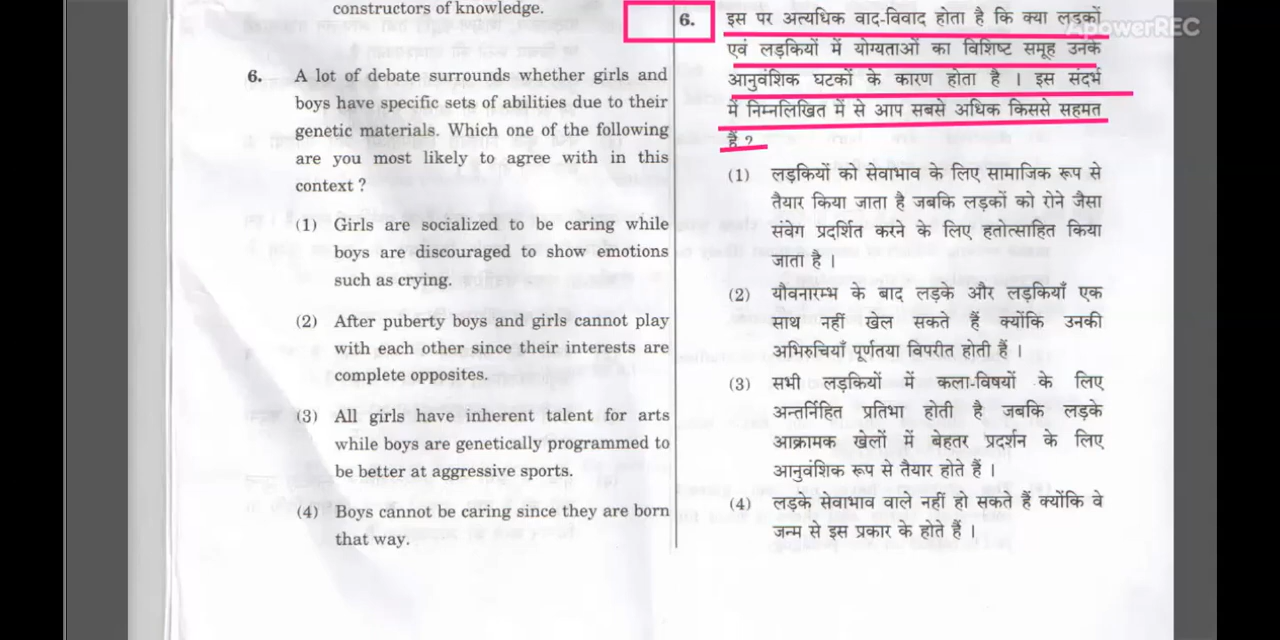 constructors of knowledge.
6. A lot of debate surrounds whether girls and
boys have specific sets of abilities due to their
genetic materials. Which one of the following
are you most likely to agree with in this
context ?
(1) Girls are socialized to be caring while
boys are discouraged to show emotions
such as crying.
(2) After puberty boys and girls cannot play
with each other since their interests are
complete opposites.
(3) All girls have inherent talent for arts
while boys are genetically programmed to
be better at aggressive sports.
(4) Boys cannot be caring since they are born
that way.
6. इस पर अत्यधिक वाद-विवाद होता है कि क्या लड़कों
एवं लड़कियों में योग्यताओं का विशिष्ट समूह उनके
आनुवंशिक घटकों के कारण होता है । इस संदर्भ
में निम्नलिखित में से आप सबसे अधिक किससे सहमत
हैं ?
(1) लड़कियों को सेवाभाव के लिए सामाजिक रूप से
तैयार किया जाता है जबकि लड़कों को रोने जैसा
संवेग प्रदर्शित करने के लिए हतोत्साहित किया
जाता है ।
(2) यौवनारम्भ के बाद लड़के और लड़कियाँ एक
साथ नहीं खेल सकते हैं क्योंकि उनकी
अभिरुचियाँ पूर्णतया विपरीत होती हैं ।
(3) सभी लड़कियों में कला-विषयों के लिए
अन्तर्निहित प्रतिभा होती है जबकि लड़के
आक्रामक खेलों में बेहतर प्रदर्शन के लिए
आनुवंशिक रूप से तैयार होते हैं ।
(4) लड़के सेवाभाव वाले नहीं हो सकते हैं क्योंकि वे
जन्म से इस प्रकार के होते हैं ।
ApowerREC